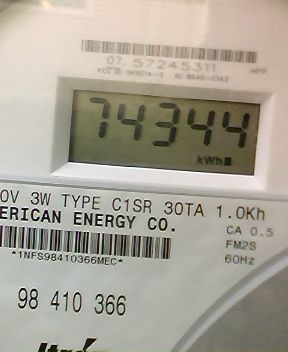 07 57245311
74344
kWh
0V 3W TYPE C1SR 30TA 1.0Kh
ERICAN ENERGY CO.
CA 0.5
FM2S
*1NFS98410366MEC*
60Hz
98 410 366
Itron